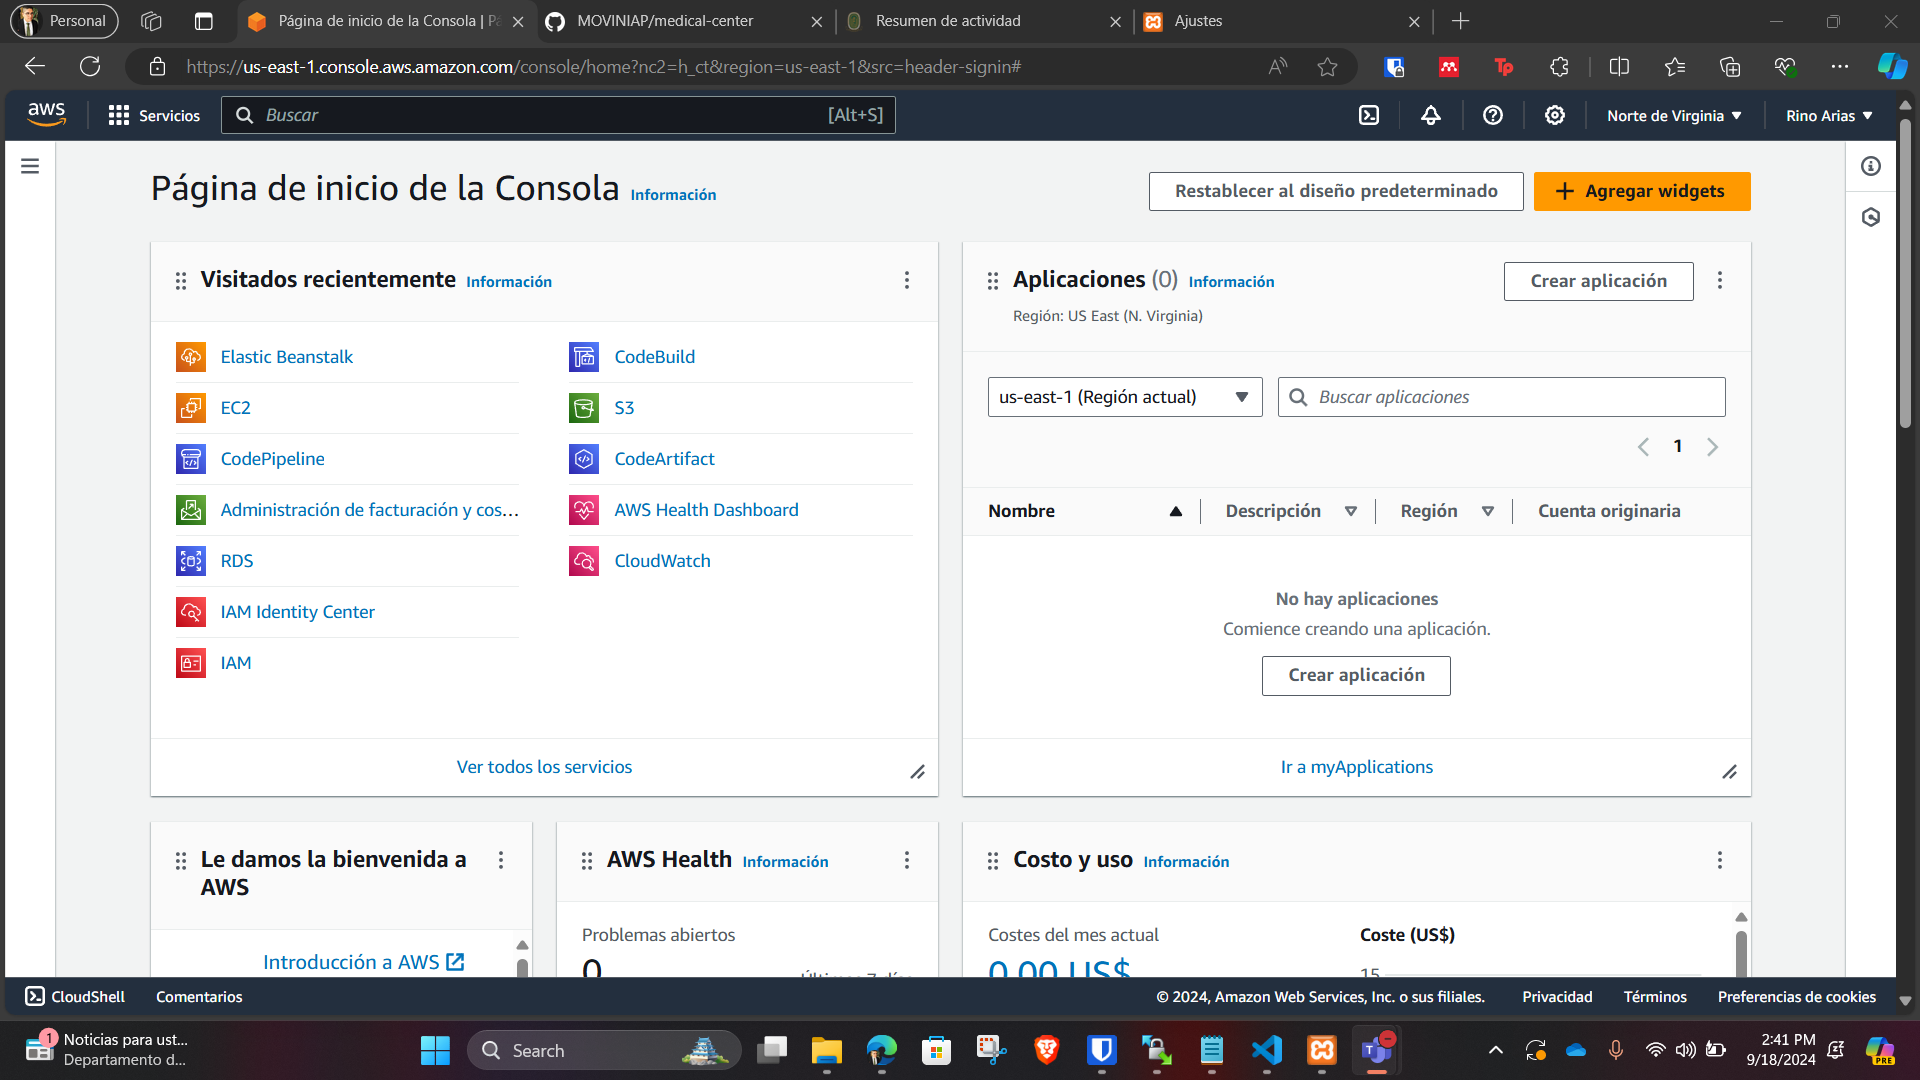 Personal
Página de inicio de la Consola | Pá
MOVINIAP/medical-center
Resumen de actividad
Ajustes
https://us-east-1.console.aws.amazon.com/console/home?nc2=h_ct&region=us-east-1&src=header-signin#
aws
Servicios
Buscar
[Alt+S]
Norte de Virginia
Rino Arias
Página de inicio de la Consola
Información
Restablecer al diseño predeterminado
Agregar widgets
Visitados recientemente
Información
Elastic Beanstalk
EC2
CodePipeline
Administración de facturación y cos...
RDS
IAM Identity Center
IAM
CodeBuild
S3
CodeArtifact
AWS Health Dashboard
CloudWatch
Ver todos los servicios
Aplicaciones (0)
Información
Crear aplicación
Región: US East (N. Virginia)
us-east-1 (Región actual)
Buscar aplicaciones
1
Nombre
Descripción
Región
Cuenta originaria
No hay aplicaciones
Comience creando una aplicación.
Crear aplicación
Ir a myApplications
Le damos la bienvenida a
AWS
Introducción a AWS
AWS Health
Información
Problemas abiertos
0
Últimos 7 días
Costo y uso
Información
Costes del mes actual
0.00 US$
Coste (US$)
15
CloudShell
Comentarios
© 2024, Amazon Web Services, Inc. o sus filiales.
Privacidad
Términos
Preferencias de cookies
1
Noticias para ust...
Departamento d...
Search
2:41 PM
9/18/2024
PRE